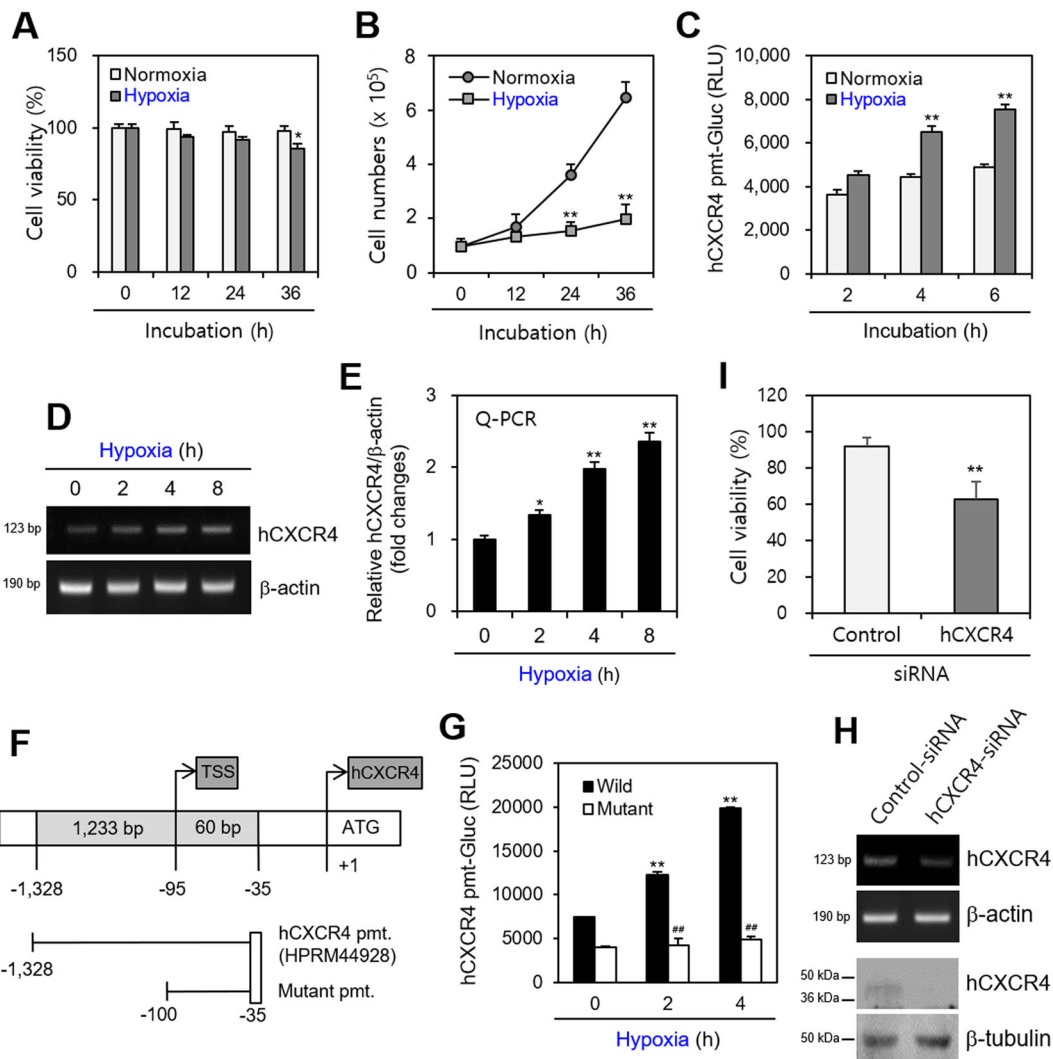 A
150
100
50
0
Cell viability (%)
Normoxia
Hypoxia
*
0 12 24 36
Incubation (h)
B
8
6
4
2
0
Cell numbers (x 10⁵)
Normoxia
Hypoxia
**
**
0 12 24 36
Incubation (h)
C
10,000
8,000
6,000
4,000
2,000
0
hCXCR4 pmt-Gluc (RLU)
Normoxia
Hypoxia
**
**
2 4 6
Incubation (h)
D
Hypoxia (h)
0 2 4 8
123 bp
hCXCR4
190 bp
β-actin
E
3
2
1
0
Relative hCXCR4/β-actin
(fold changes)
Q-PCR
*
**
**
0 2 4 8
Hypoxia (h)
I
120
100
80
60
40
20
0
Cell viability (%)
**
Control hCXCR4
siRNA
F
TSS
hCXCR4
1,233 bp
60 bp
ATG
+1
-1,328
-95
-35
hCXCR4 pmt.
(HPRM44928)
-1,328
Mutant pmt.
-100
-35
G
25000
20000
15000
10000
5000
0
hCXCR4 pmt-Gluc (RLU)
Wild
Mutant
**
**
##
##
0 2 4
Hypoxia (h)
H
Control-siRNA
hCXCR4-siRNA
123 bp
hCXCR4
190 bp
β-actin
50 kDa
36 kDa
hCXCR4
50 kDa
β-tubulin